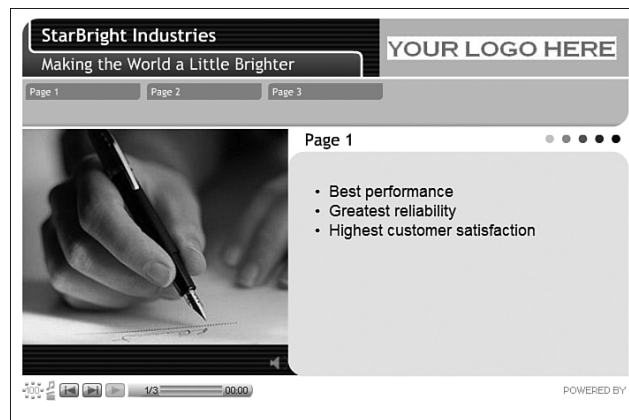 StarBright Industries
Making the World a Little Brighter
YOUR LOGO HERE
Page 1 Page 2 Page 3
Page 1
• Best performance
• Greatest reliability
• Highest customer satisfaction
100 1/3 00:00
POWERED BY